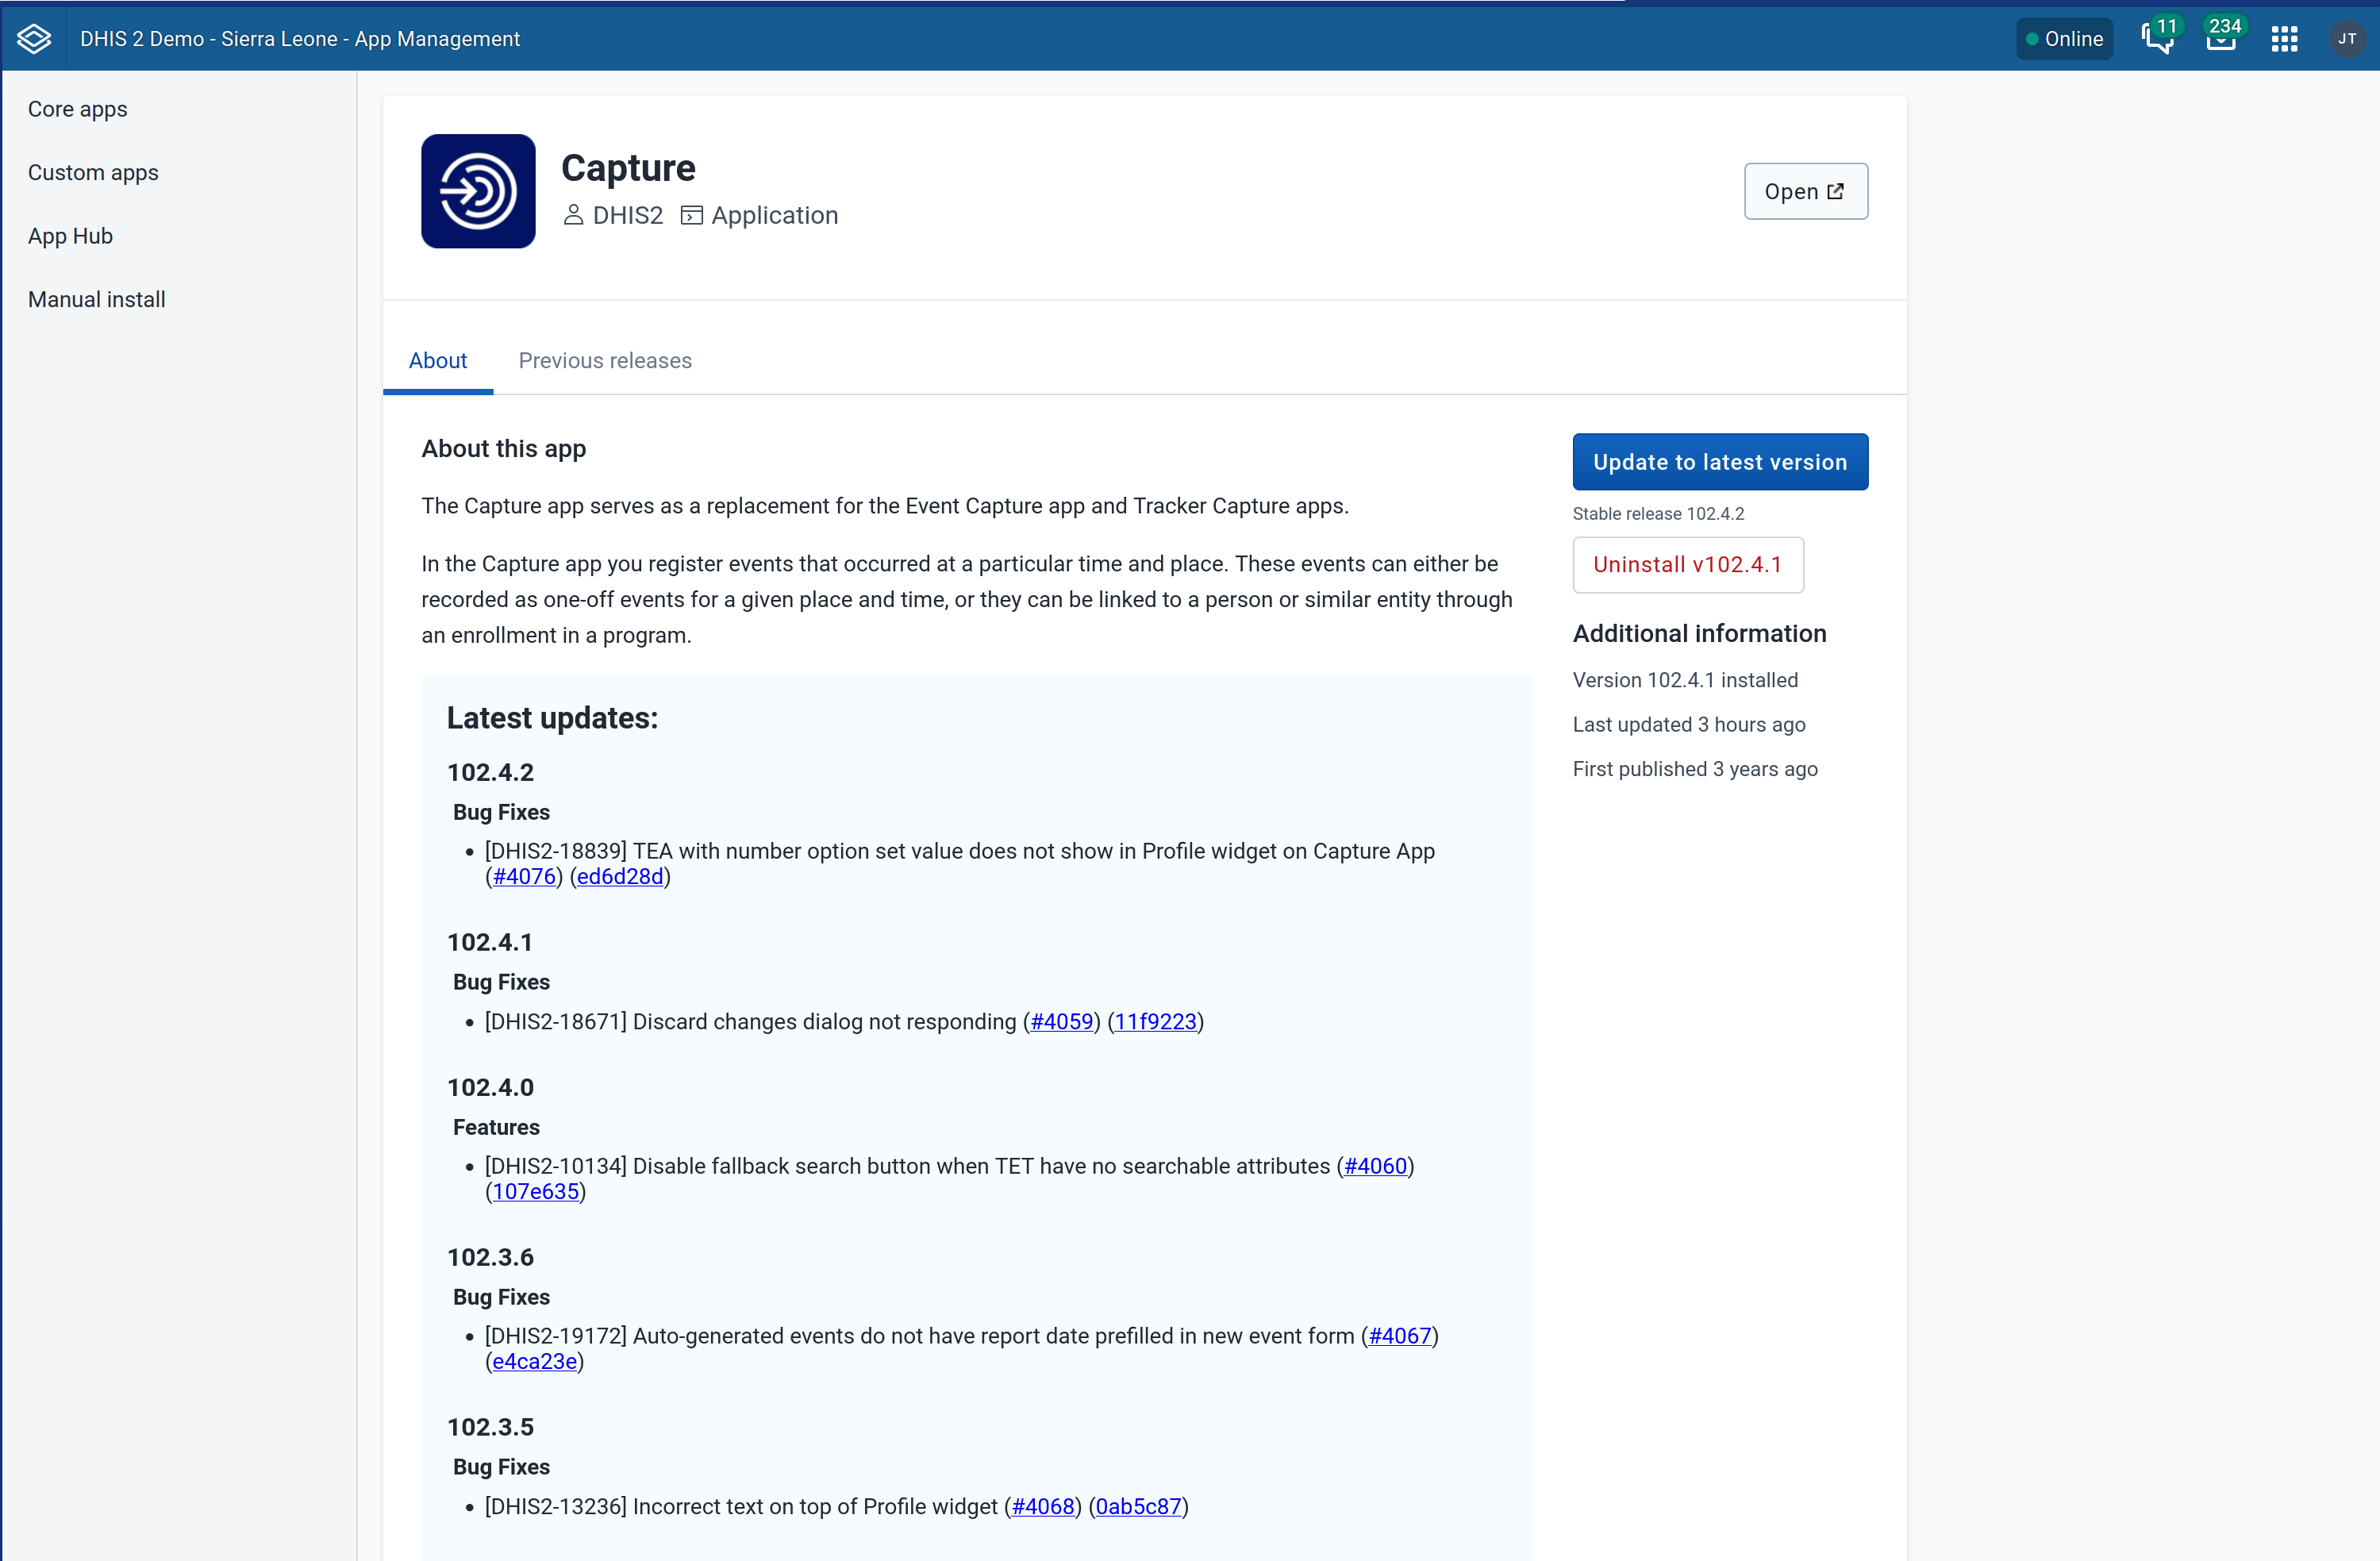 DHIS 2 Demo - Sierra Leone - App Management
Online
11
234
JT
Core apps
Custom apps
App Hub
Manual install
Capture
DHIS2 Application
Open
About
Previous releases
About this app
The Capture app serves as a replacement for the Event Capture app and Tracker Capture apps.
In the Capture app you register events that occurred at a particular time and place. These events can either be
recorded as one-off events for a given place and time, or they can be linked to a person or similar entity through
an enrollment in a program.
Latest updates:
102.4.2
Bug Fixes
• [DHIS2-18839] TEA with number option set value does not show in Profile widget on Capture App
(#4076) (ed6d28d)
102.4.1
Bug Fixes
• [DHIS2-18671] Discard changes dialog not responding (#4059) (11f9223)
102.4.0
Features
• [DHIS2-10134] Disable fallback search button when TET have no searchable attributes (#4060)
(107e635)
102.3.6
Bug Fixes
• [DHIS2-19172] Auto-generated events do not have report date prefilled in new event form (#4067)
(e4ca23e)
102.3.5
Bug Fixes
• [DHIS2-13236] Incorrect text on top of Profile widget (#4068) (0ab5c87)
Update to latest version
Stable release 102.4.2
Uninstall v102.4.1
Additional information
Version 102.4.1 installed
Last updated 3 hours ago
First published 3 years ago